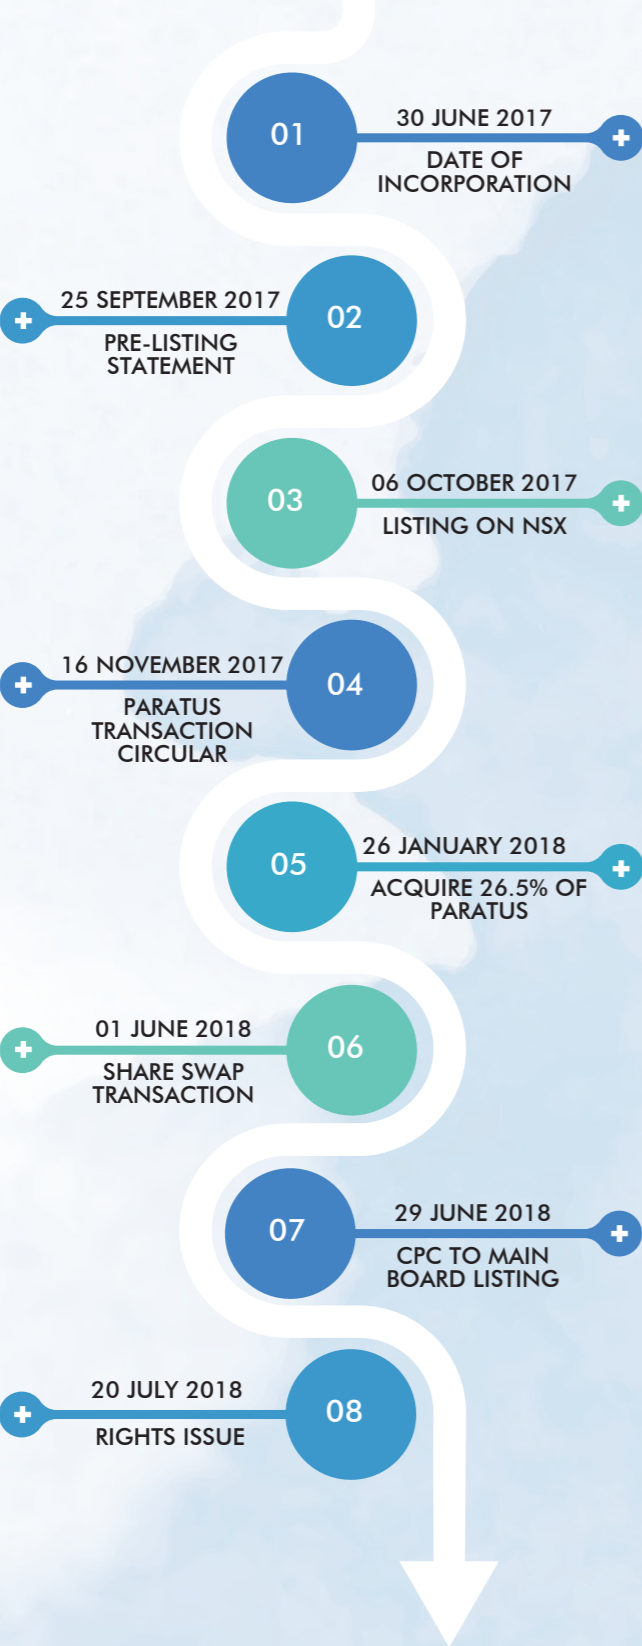 01
30 JUNE 2017
DATE OF
INCORPORATION
25 SEPTEMBER 2017
02
PRE-LISTING
STATEMENT
03
06 OCTOBER 2017
LISTING ON NSX
16 NOVEMBER 2017
04
PARATUS
TRANSACTION
CIRCULAR
05
26 JANUARY 2018
ACQUIRE 26.5% OF
PARATUS
01 JUNE 2018
06
SHARE SWAP
TRANSACTION
07
29 JUNE 2018
CPC TO MAIN
BOARD LISTING
20 JULY 2018
08
RIGHTS ISSUE